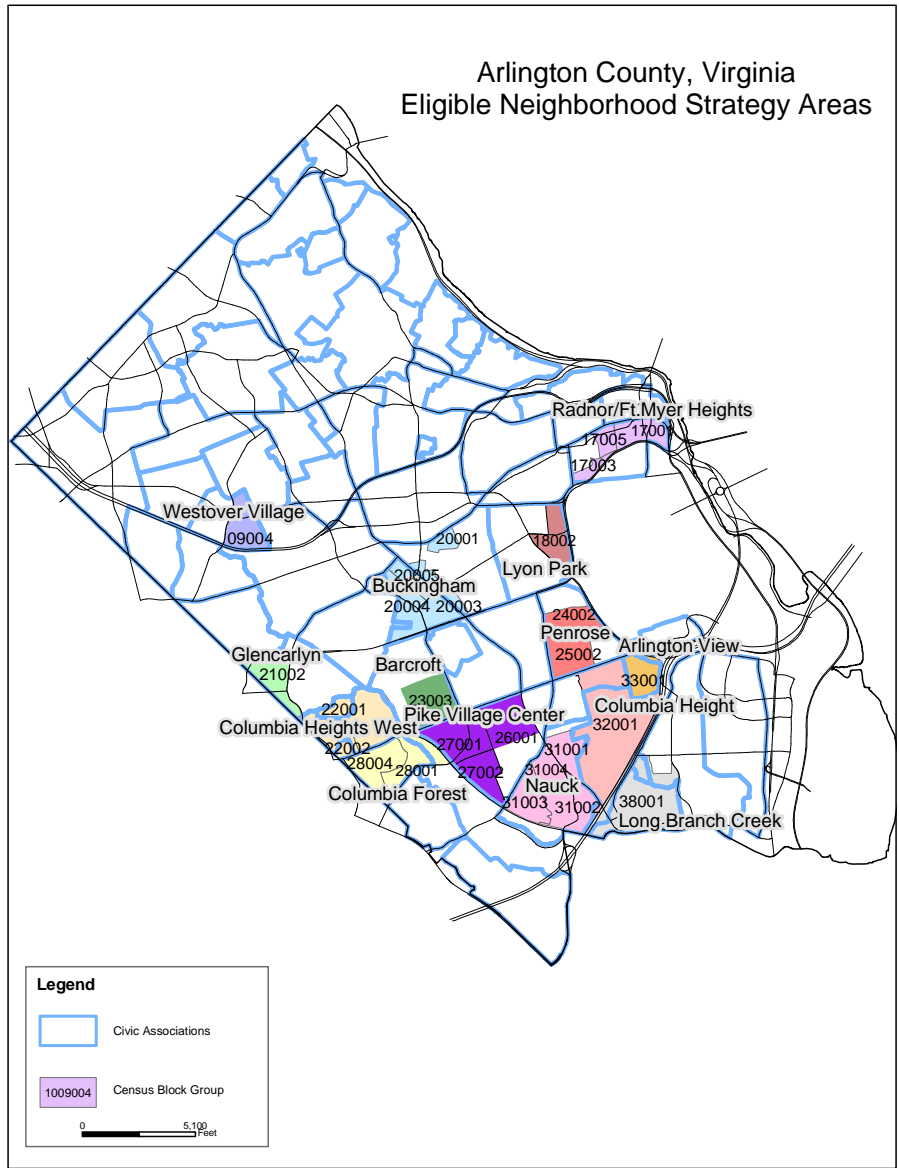 Arlington County, Virginia
Eligible Neighborhood Strategy Areas
Radnor/Ft.Myer Heights
17001
17005
17003
Westover Village
09004
20001
18002
Lyon Park
20005
Buckingham
20004
20003
24002
Penrose
25002
Arlington View
Glencarlyn
21002
Barcroft
33001
23003
22001
Columbia Height
Pike Village Center
Columbia Heights West
32001
26001
27001
22002
31001
28004
28001
27002
31004
Nauck
Columbia Forest
31003
31002
38001
Long Branch Creek
Legend
Civic Associations
1009004
Census Block Group
0
5,100
Feet